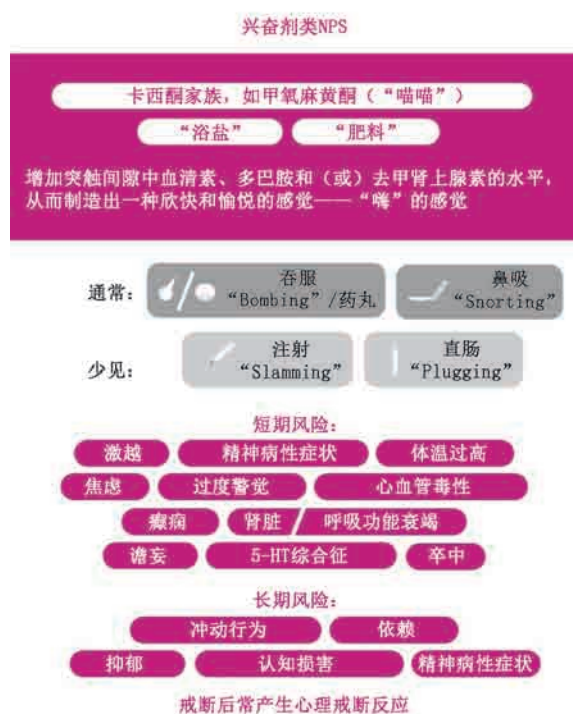 兴奋剂类NPS
卡西酮家族，如甲氧麻黄酮（“喵喵”）
“浴盐” “肥料”
增加突触间隙中血清素、多巴胺和（或）去甲肾上腺素的水平，
从而制造出一种欣快和愉悦的感觉——“嗨”的感觉
通常：
吞服
“Bombing”/药丸
鼻吸
“Snorting”
少见：
注射
“Slamming”
直肠
“Plugging”
短期风险：
激越 精神病性症状 体温过高
焦虑 过度警觉 心血管毒性
癫痫 肾脏/呼吸功能衰竭
谵妄 5-HT综合征 卒中
长期风险：
冲动行为 依赖
抑郁 认知损害 精神病性症状
戒断后常产生心理戒断反应